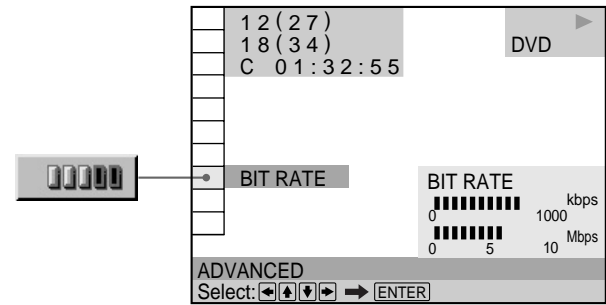 12(27)
18(34)
C 01:32:55
DVD
BIT RATE
BIT RATE
kbps
0 1000
Mbps
0 5 10
ADVANCED
Select: ENTER